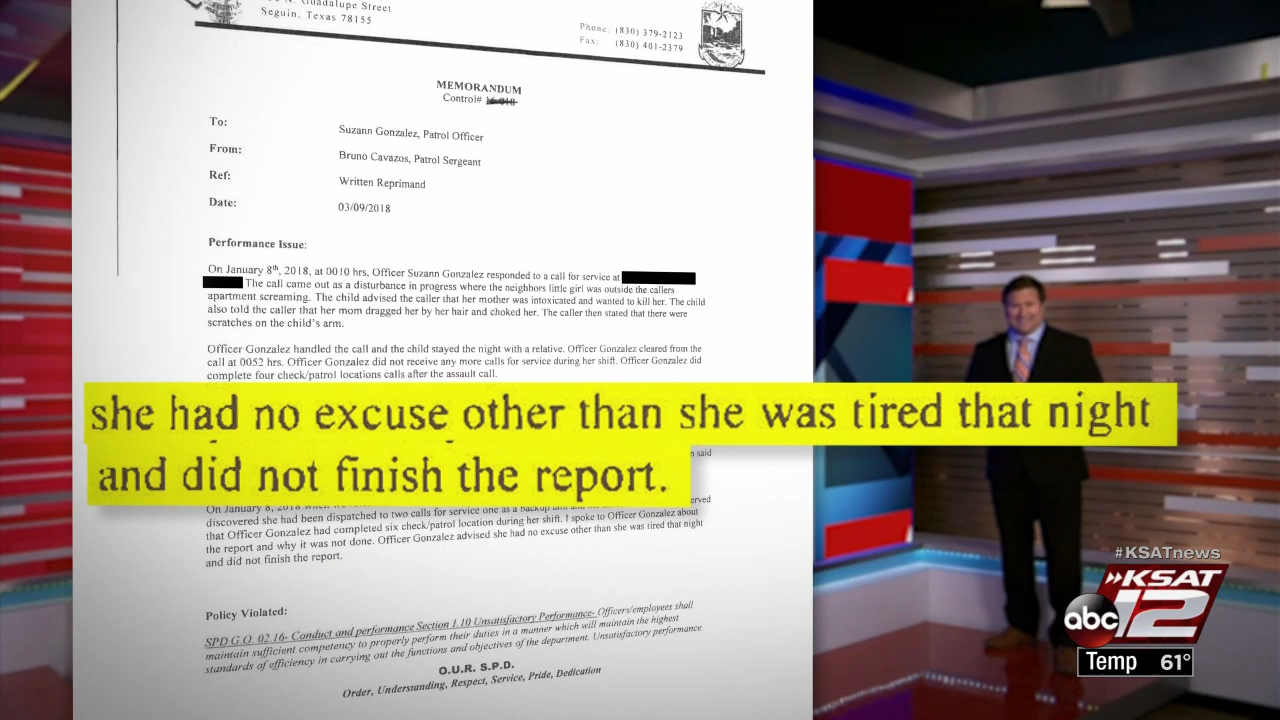 Guadalupe Street
Seguin, Texas 78155
Phone: (830) 379-2123
Fax: (830) 401-2379
MEMORANDUM
Control# 16-018
To: Suzann Gonzalez, Patrol Officer
From: Bruno Cavazos, Patrol Sergeant
Ref: Written Reprimand
Date: 03/09/2018
Performance Issue:
On January 8th, 2018, at 0010 hrs, Officer Suzann Gonzalez responded to a call for service at
The call came out as a disturbance in progress where the neighbors little girl was outside the callers
apartment screaming. The child advised the caller that her mother was intoxicated and wanted to kill her. The child
also told the caller that her mom dragged her by her hair and choked her. The caller then stated that there were
scratches on the child's arm.
Officer Gonzalez handled the call and the child stayed the night with a relative. Officer Gonzalez cleared from the
call at 0052 hrs. Officer Gonzalez did not receive any more calls for service during her shift. Officer Gonzalez did
complete four check/patrol locations calls after the assault call.
she had no excuse other than she was tired that night
and did not finish the report.
said
On January 8, 2018 when
discovered she had been dispatched to two calls for service one as a backup unit and
that Officer Gonzalez had completed six check/patrol location during her shift. I spoke to Officer Gonzalez about
the report and why it was not done. Officer Gonzalez advised she had no excuse other than she was tired that night
and did not finish the report.
Policy Violated:
SPD G.O. 02.16- Conduct and performance Section 1.10 Unsatisfactory Performance- Officers/employees shall
maintain sufficient competency to properly perform their duties in a manner which will maintain the highest
standards of efficiency in carrying out the functions and objectives of the department. Unsatisfactory performance
O.U.R. S.P.D.
Order, Understanding, Respect, Service, Pride, Dedication
#KSATnews
»KSAT
abc 12
Temp 61°